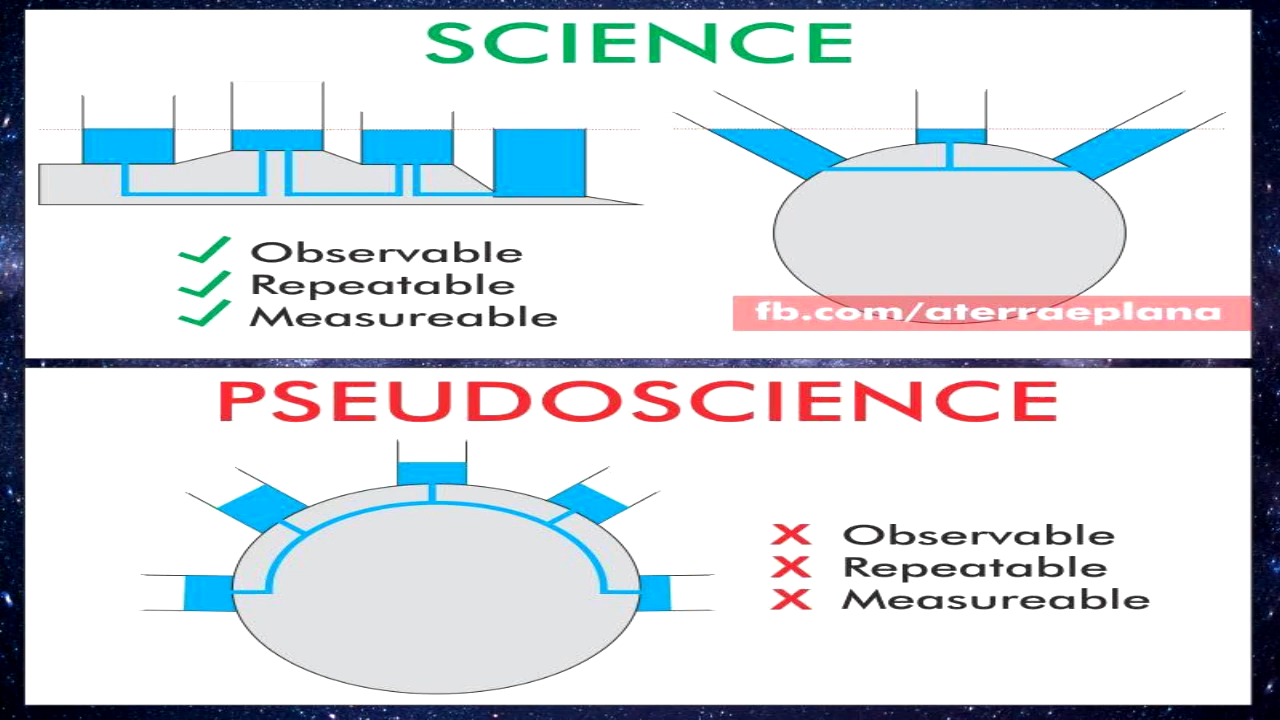 SCIENCE
Observable
Repeatable
Measureable
fb.com/aterraeplana
PSEUDOSCIENCE
X Observable
X Repeatable
X Measureable